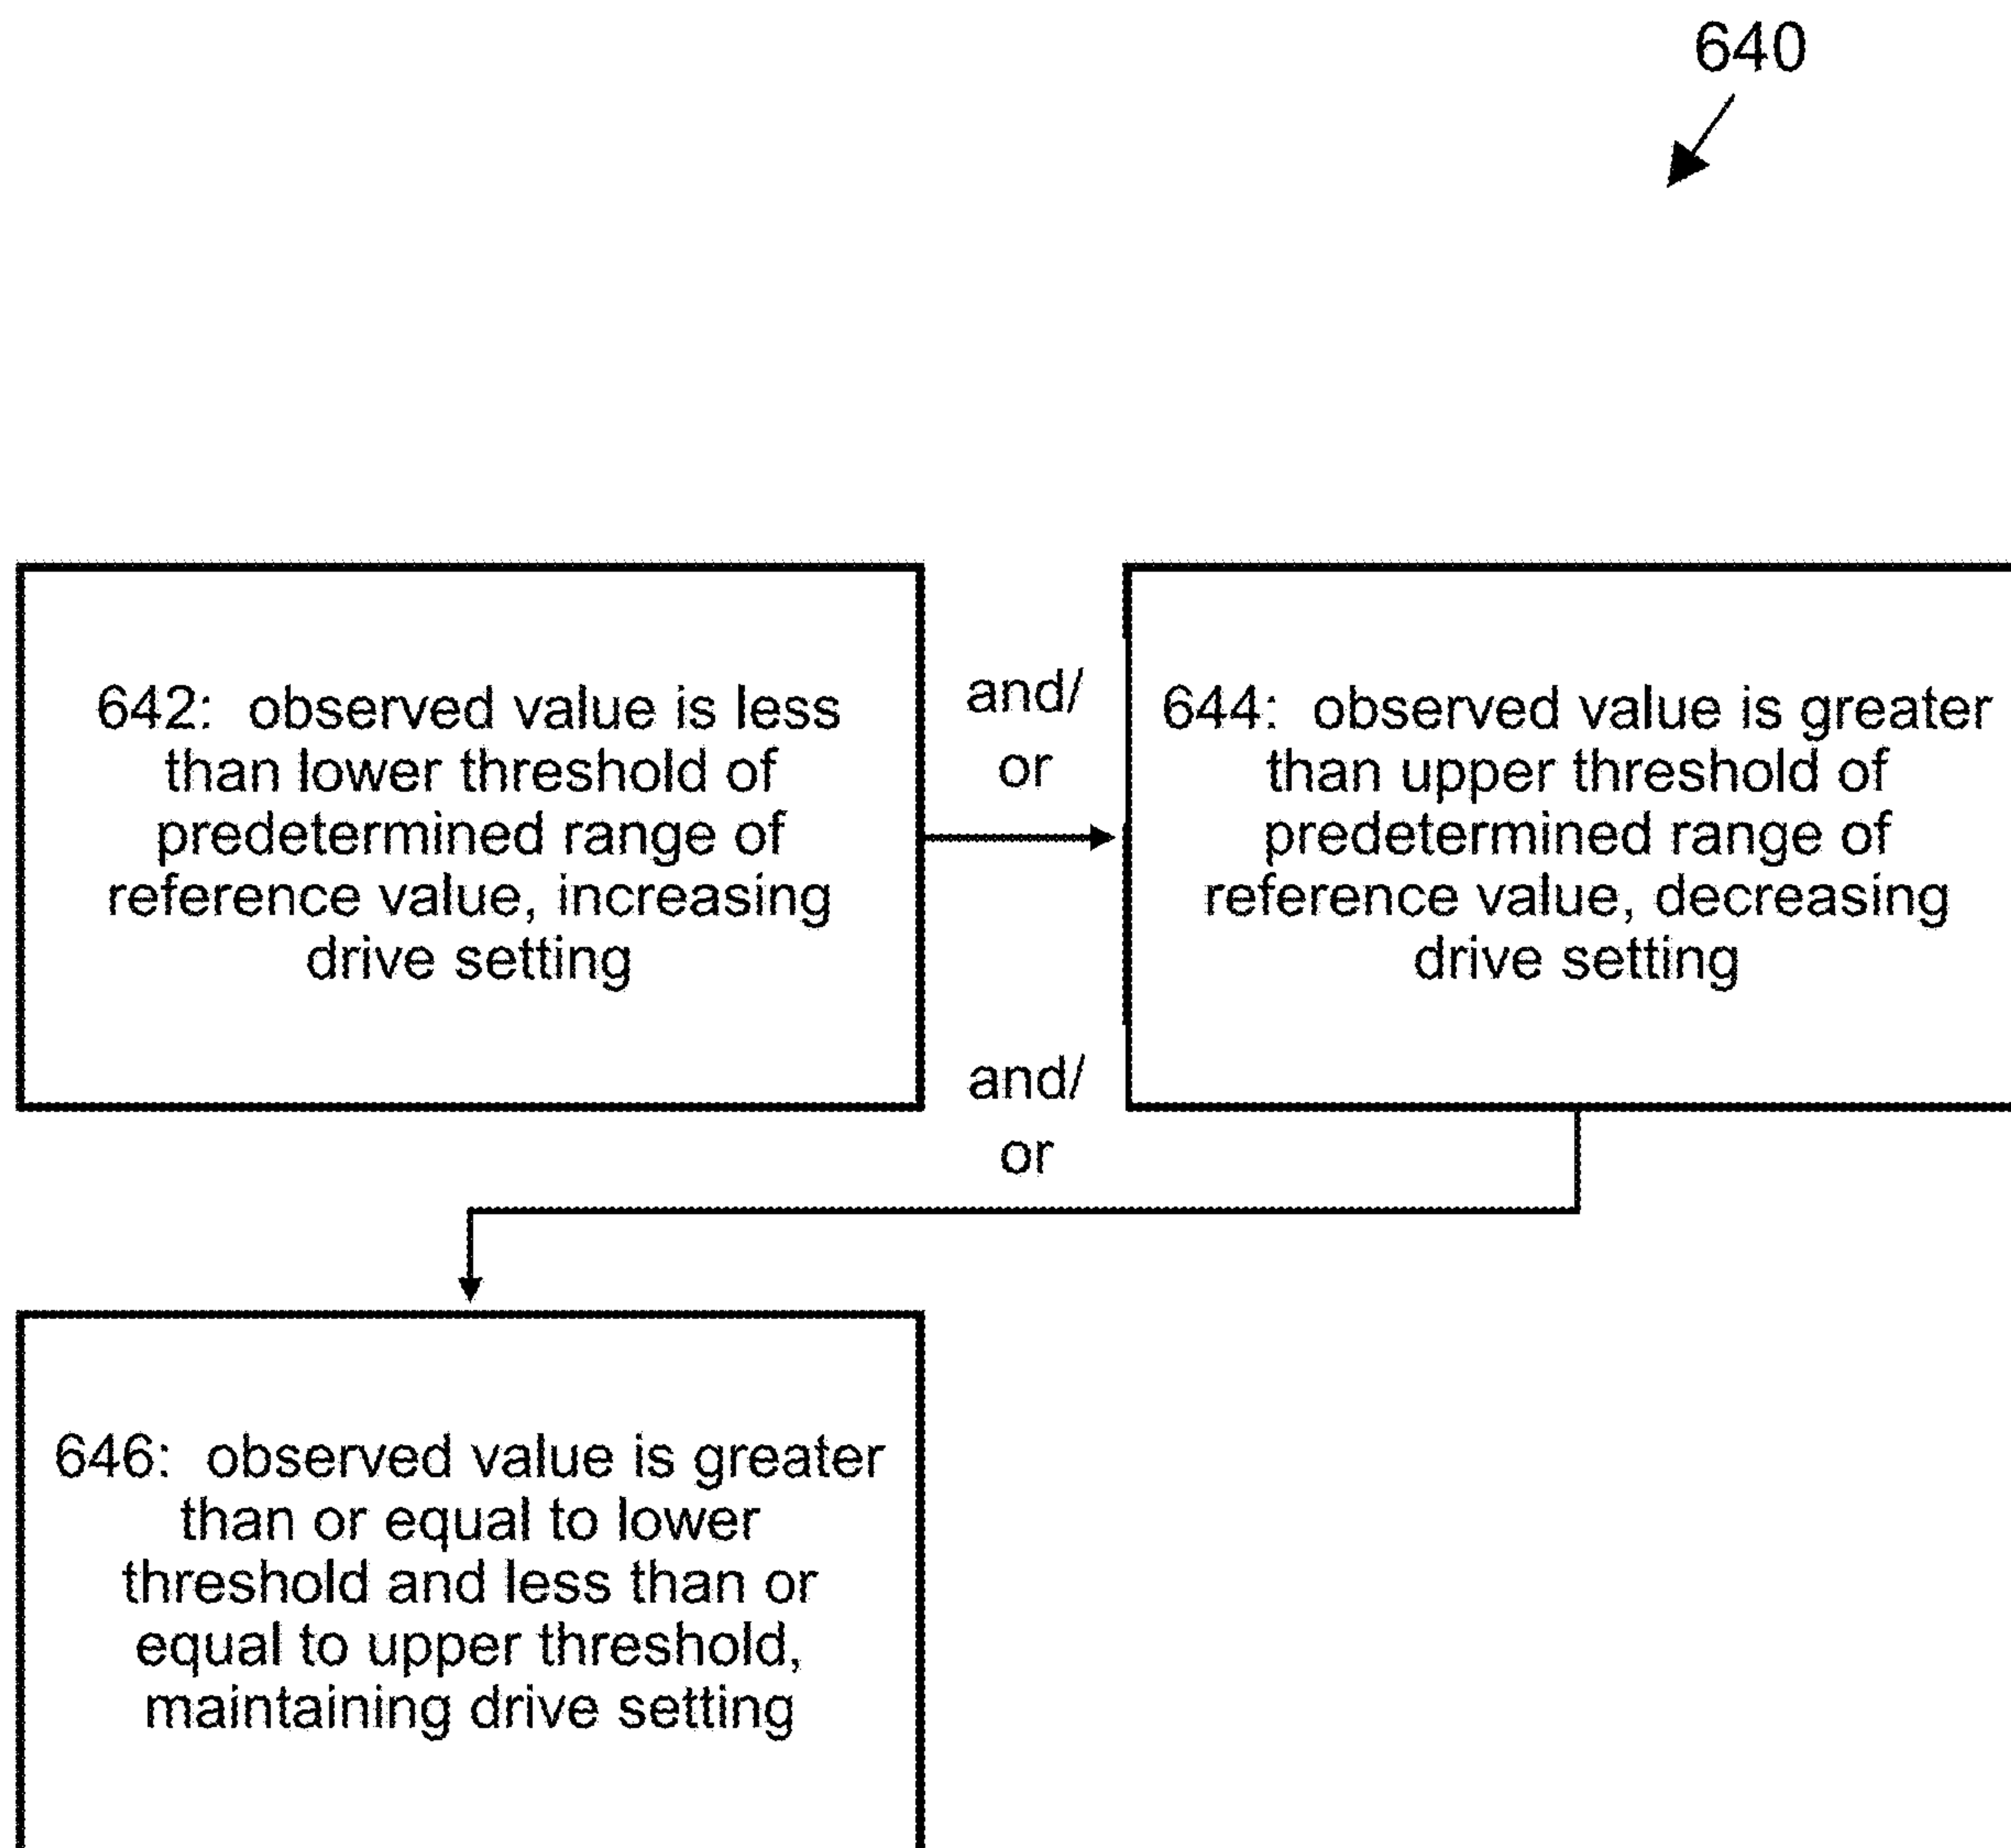 640
642: observed value is less
than lower threshold of
predetermined range of
reference value, increasing
drive setting
and/
or
644: observed value is greater
than upper threshold of
predetermined range of
reference value, decreasing
drive setting
and/
or
646: observed value is greater
than or equal to lower
threshold and less than or
equal to upper threshold,
maintaining drive setting